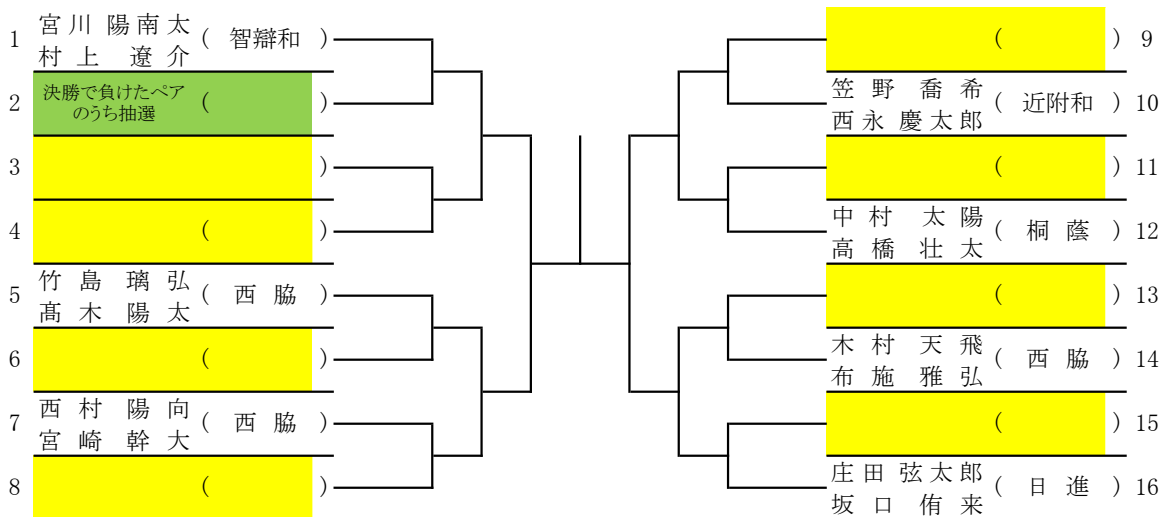 1 宮川 陽南太 ( 智辯和 )
村上 遼介
2 決勝で負けたペア ( )
のうち抽選
3 )
4 ( )
5 竹島 璃弘 ( 西脇 )
髙木 陽太
6 ( )
7 西村 陽向 ( 西脇 )
宮崎 幹大
8 ( )
( ) 9
笠野 喬希 ( 近附和 ) 10
西永 慶太郎
( ) 11
中村 太陽 ( 桐蔭 ) 12
高橋 壮太
( ) 13
木村 天飛 ( 西脇 ) 14
布施 雅弘
( ) 15
庄田 弦太郎 ( 日進 ) 16
坂口 侑来